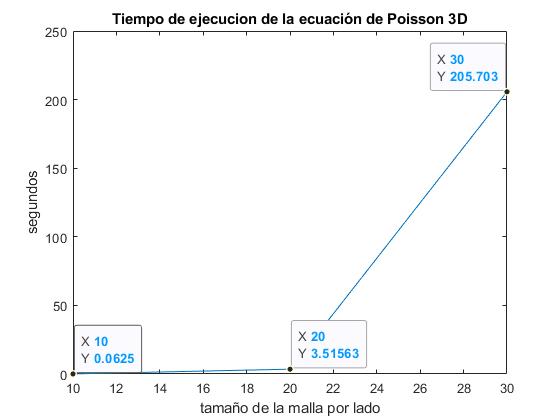 Tiempo de ejecucion de la ecuación de Poisson 3D
250
X 30
Y 205.703
200
150
segundos
100
50
X 10
Y 0.0625
X 20
Y 3.51563
0
10 12 14 16 18 20 22 24 26 28 30
tamaño de la malla por lado